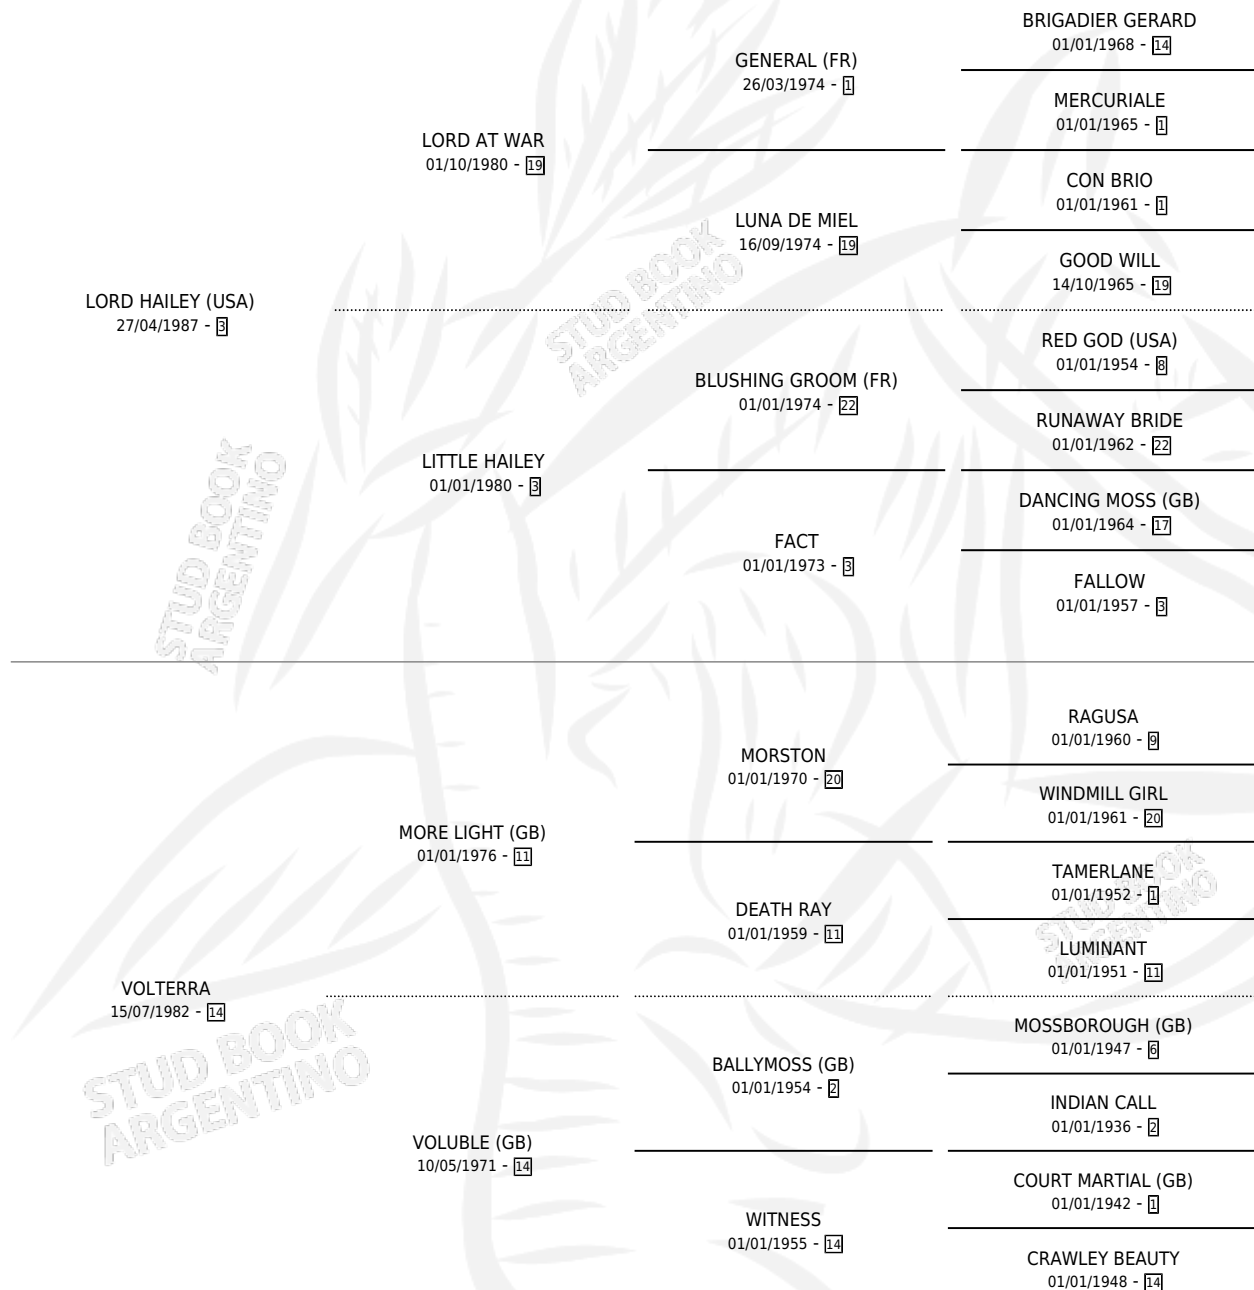 BRIGADIER GERARD
01/01/1968 - 14
GENERAL (FR)
26/03/1974 - 1
MERCURIALE
01/01/1965 - 1
LORD AT WAR
01/10/1980 - 19
CON BRIO
01/01/1961 - 1
LUNA DE MIEL
16/09/1974 - 19
GOOD WILL
14/10/1965 - 19
LORD HAILEY (USA)
27/04/1987 - 3
RED GOD (USA)
01/01/1954 - 8
BLUSHING GROOM (FR)
01/01/1974 - 22
RUNAWAY BRIDE
01/01/1962 - 22
LITTLE HAILEY
01/01/1980 - 3
DANCING MOSS (GB)
01/01/1964 - 17
FACT
01/01/1973 - 3
FALLOW
01/01/1957 - 3
RAGUSA
01/01/1960 - 9
MORSTON
01/01/1970 - 20
WINDMILL GIRL
01/01/1961 - 20
MORE LIGHT (GB)
01/01/1976 - 11
TAMERLANE
01/01/1952 - 1
DEATH RAY
01/01/1959 - 11
LUMINANT
01/01/1951 - 11
VOLTERRA
15/07/1982 - 14
MOSSBOROUGH (GB)
01/01/1947 - 6
BALLYMOSS (GB)
01/01/1954 - 2
INDIAN CALL
01/01/1936 - 2
VOLUBLE (GB)
10/05/1971 - 14
COURT MARTIAL (GB)
01/01/1942 - 1
WITNESS
01/01/1955 - 14
CRAWLEY BEAUTY
01/01/1948 - 14
STUD BOOK
ARGENTINO
STUD BOOK
ARGENTINO
STUD BOOK
ARGENTINO
STUD BOOK
ARGENTINO